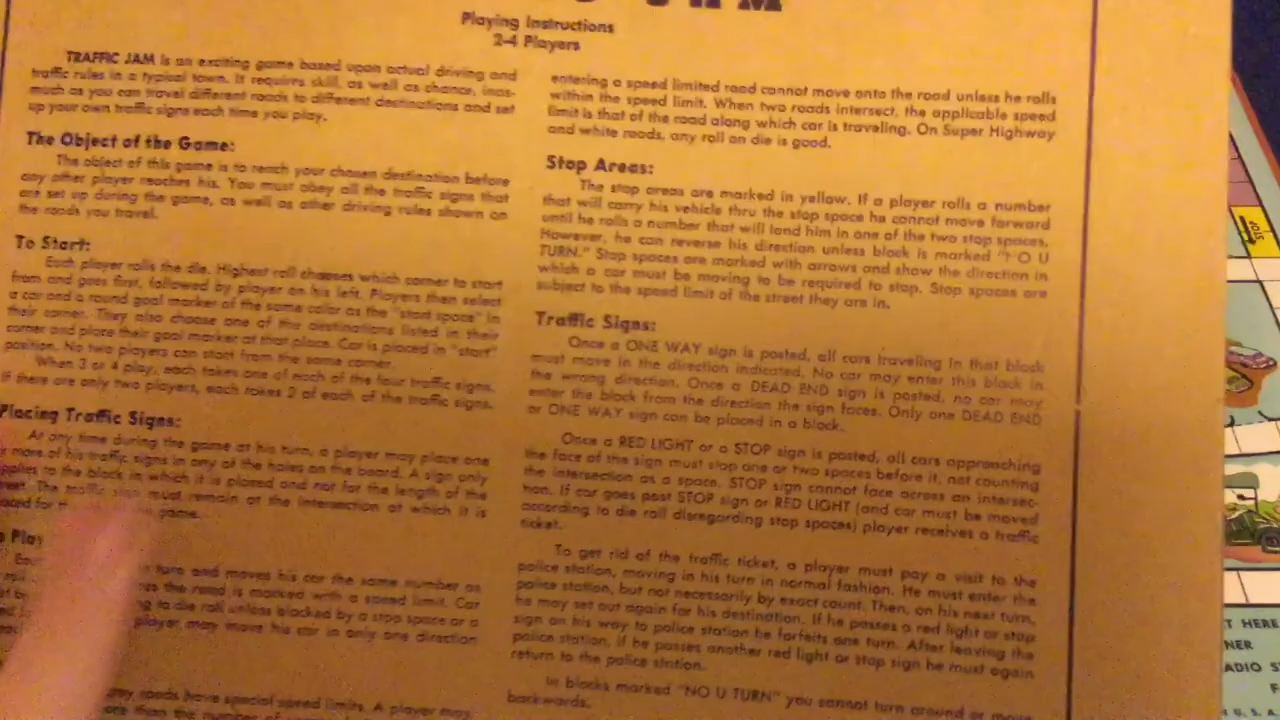 Playing Instructions
2-4 Players
TRAFFIC JAM is an exciting game based upon actual driving and
traffic rules in a typical town. It requires skill, as well as chance, inas-
much as you can travel different roads to different destinations and set
up your own traffic signs each time you play.
The Object of the Game:
The object of this game is to reach your chosen destination before
any other player reaches his. You must obey all the traffic signs that
are set up during the game, as well as other driving rules shown on
the roads you travel.
To Start:
Each player rolls the die. Highest roll chooses which corner to start
from and goes first, followed by player on his left. Players then select
a car and a round goal marker of the same color as the "start space" in
their corner. They also choose one of the destinations listed in their
corner and place their goal marker at that place. Car is placed in "start"
position. No two players can start from the same corner.
When 3 or 4 play, each takes one of each of the four traffic signs.
If there are only two players, each takes 2 of each of the traffic signs.
Placing Traffic Signs:
At any time during the game at his turn, a player may place one
more of his traffic signs in any of the holes on the board. A sign only
to the block in which it is placed and not for the length of the
The traffic sign must remain at the intersection at which it is
for game.
Play
turn and moves his car the same number as
the road is marked with a speed limit. Car
to die roll unless blocked by a stop space or a
player may move his car in only one direction
roads have special speed limits. A player may
than the number of
entering a speed limited road cannot move onto the road unless he rolls
within the speed limit. When two roads intersect, the applicable speed
limit is that of the road along which car is traveling. On Super Highway
and white roads, any roll on die is good.
Stop Areas:
The stop areas are marked in yellow. If a player rolls a number
that will carry his vehicle thru the stop space he cannot move forward
until he rolls a number that will land him in one of the two stop spaces.
However, he can reverse his direction unless block is marked "NO U
TURN." Stop spaces are marked with arrows and show the direction in
which a car must be moving to be required to stop. Stop spaces are
subject to the speed limit of the street they are in.
Traffic Signs:
Once a ONE WAY sign is posted, all cars traveling in that block
must move in the direction indicated. No car may enter this block in
the wrong direction. Once a DEAD END sign is posted, no car may
enter the block from the direction the sign faces. Only one DEAD END
or ONE WAY sign can be placed in a block.
Once a RED LIGHT or a STOP sign is posted, all cars approaching
the face of the sign must stop one or two spaces before it, not counting
the intersection as a space. STOP sign cannot face across an intersec-
tion. If car goes past STOP sign or RED LIGHT (and car must be moved
according to die roll disregarding stop spaces) player receives a traffic
ticket.
To get rid of the traffic ticket, a player must pay a visit to the
police station, moving in his turn in normal fashion. He must enter the
police station, but not necessarily by exact count. Then, on his next turn,
he may set out again for his destination. If he passes a red light or stop
sign on his way to police station he forfeits one turn. After leaving the
police station, if he passes another red light or stop sign he must again
return to the police station.
In blocks marked "NO U TURN" you cannot turn around or move
backwards.
STOP
HERE
U.S.A.